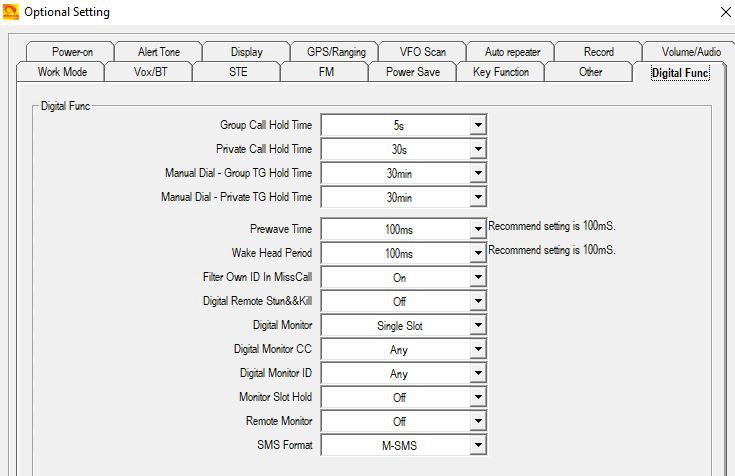 Optional Setting
Power-on Alert Tone Display GPS/Ranging VFO Scan Auto repeater Record Volume/Audio
Work Mode Vox/BT STE FM Power Save Key Function Other Digital Func
Digital Func
Group Call Hold Time 5s
Private Call Hold Time 30s
Manual Dial - Group TG Hold Time 30min
Manual Dial - Private TG Hold Time 30min
Prewave Time 100ms Recommend setting is 100mS.
Wake Head Period 100ms Recommend setting is 100mS.
Filter Own ID In MissCall On
Digital Remote Stun&&Kill Off
Digital Monitor Single Slot
Digital Monitor CC Any
Digital Monitor ID Any
Monitor Slot Hold Off
Remote Monitor Off
SMS Format M-SMS